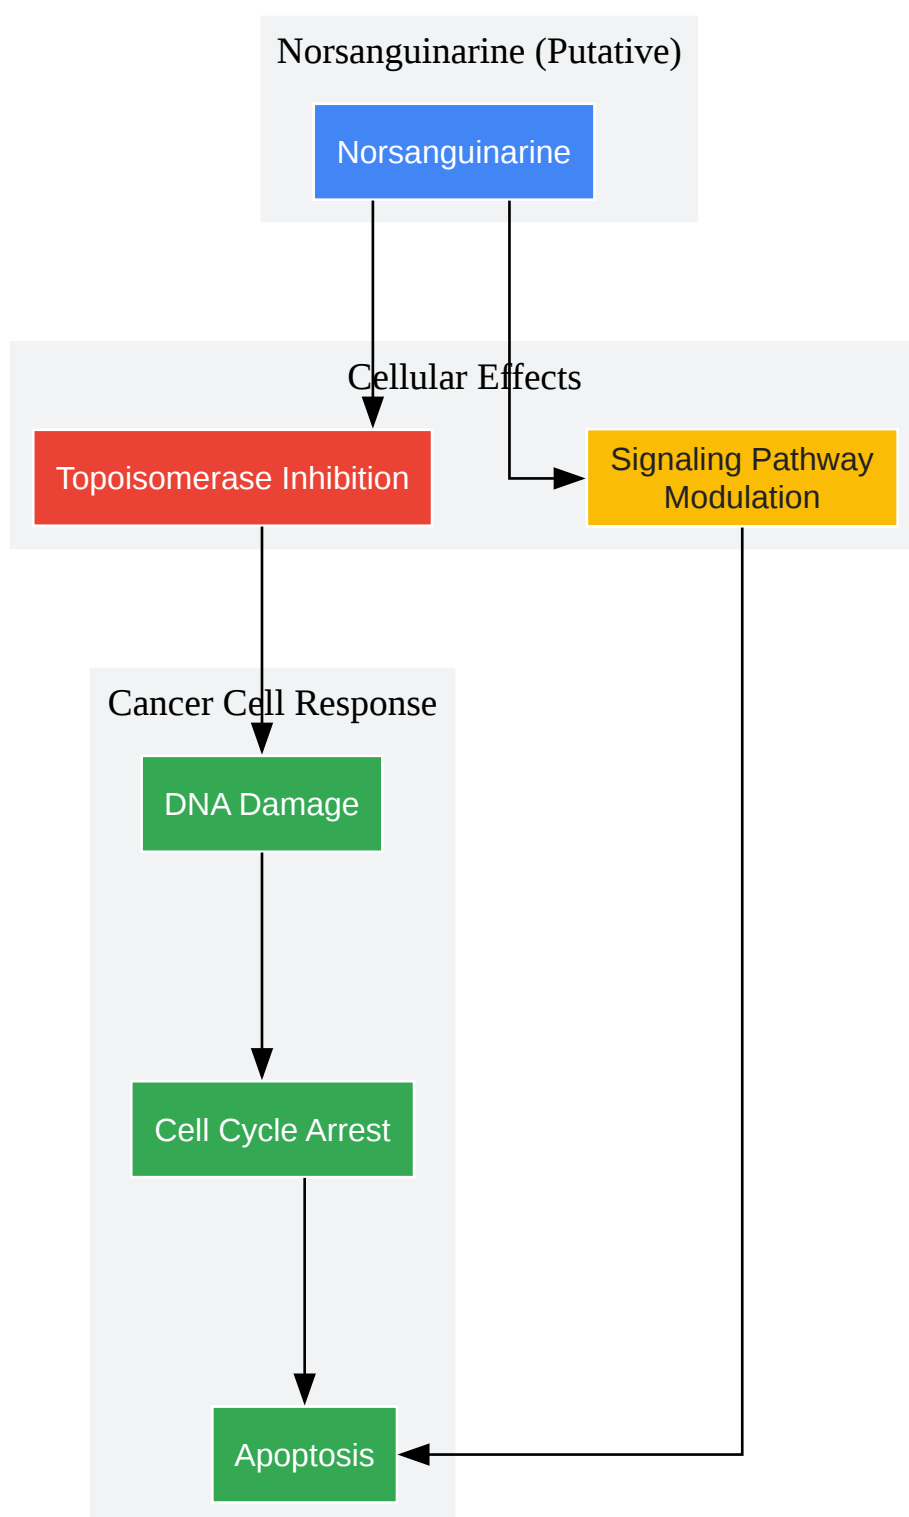 Norsanguinarine (Putative)
Norsanguinarine
Cellular Effects
Topoisomerase Inhibition
Signaling Pathway
Modulation
Cancer Cell Response
DNA Damage
Cell Cycle Arrest
Apoptosis